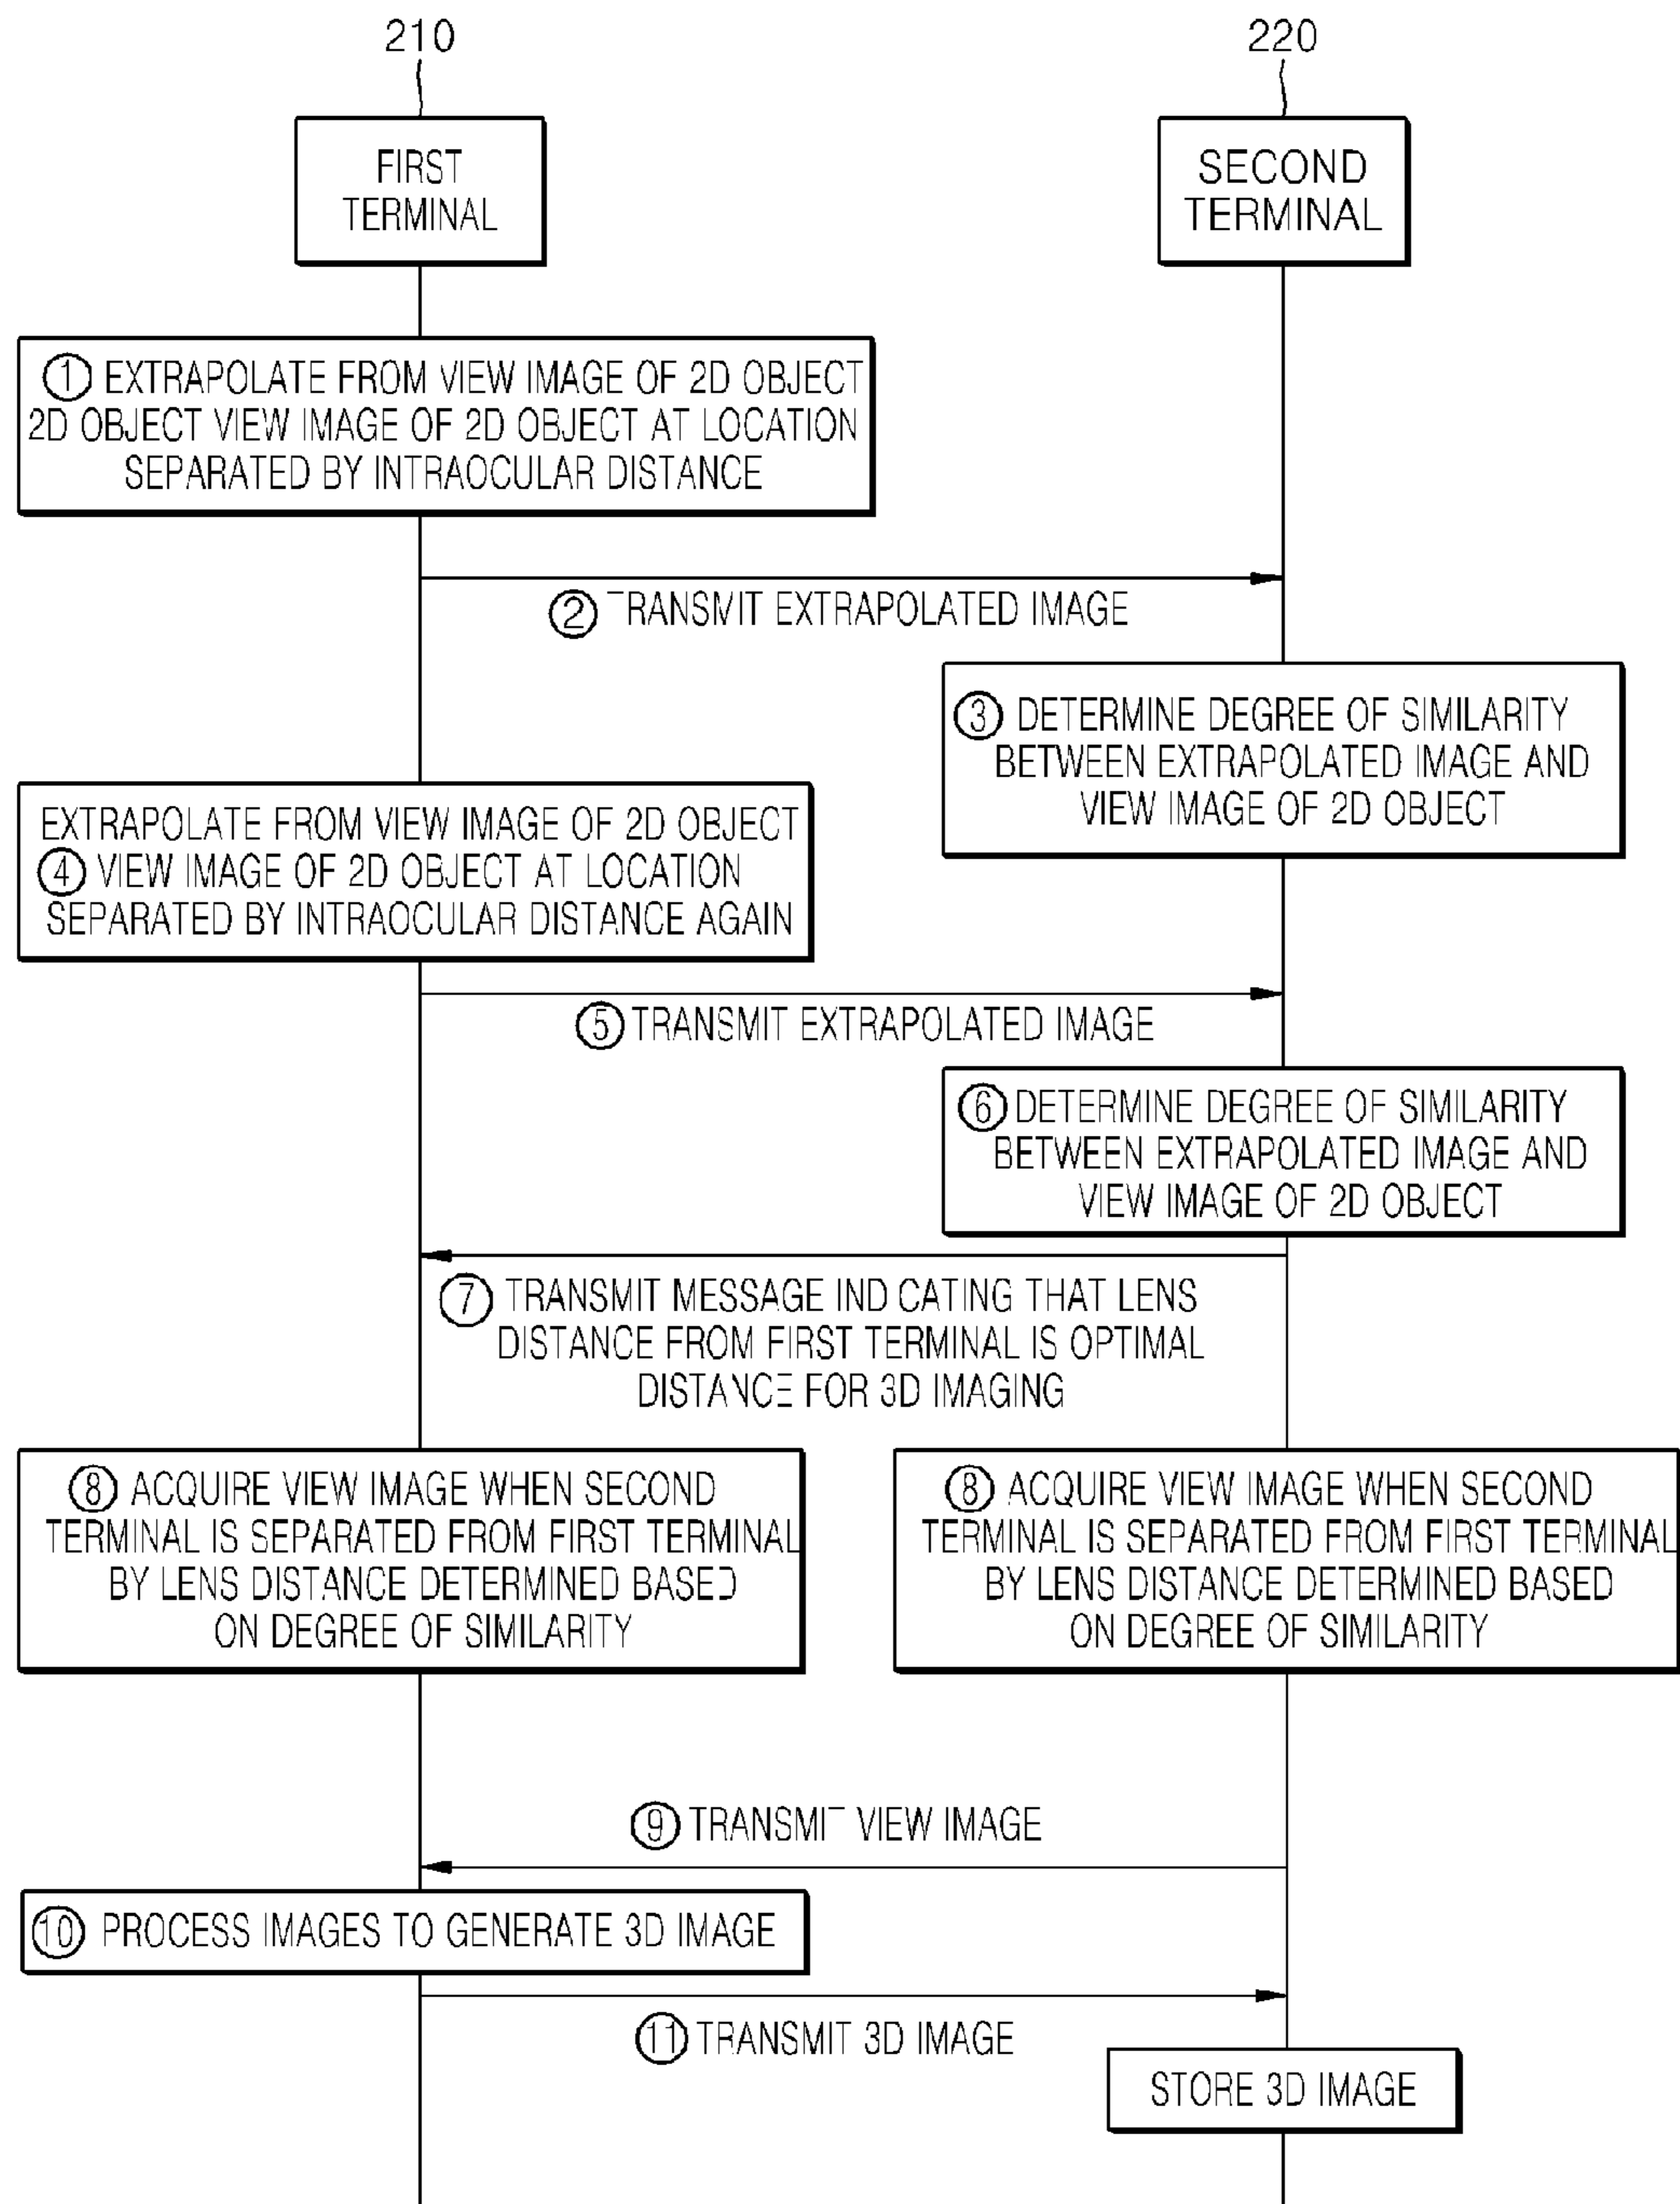 210
220
FIRST
TERMINAL
SECOND
TERMINAL
① EXTRAPOLATE FROM VIEW IMAGE OF 2D OBJECT
2D OBJECT VIEW IMAGE OF 2D OBJECT AT LOCATION
SEPARATED BY INTRAOCULAR DISTANCE
② TRANSMIT EXTRAPOLATED IMAGE
③ DETERMINE DEGREE OF SIMILARITY
BETWEEN EXTRAPOLATED IMAGE AND
VIEW IMAGE OF 2D OBJECT
EXTRAPOLATE FROM VIEW IMAGE OF 2D OBJECT
④ VIEW IMAGE OF 2D OBJECT AT LOCATION
SEPARATED BY INTRAOCULAR DISTANCE AGAIN
⑤ TRANSMIT EXTRAPOLATED IMAGE
⑥ DETERMINE DEGREE OF SIMILARITY
BETWEEN EXTRAPOLATED IMAGE AND
VIEW IMAGE OF 2D OBJECT
⑦ TRANSMIT MESSAGE INDICATING THAT LENS
DISTANCE FROM FIRST TERMINAL IS OPTIMAL
DISTANCE FOR 3D IMAGING
⑧ ACQUIRE VIEW IMAGE WHEN SECOND
TERMINAL IS SEPARATED FROM FIRST TERMINAL
BY LENS DISTANCE DETERMINED BASED
ON DEGREE OF SIMILARITY
⑧ ACQUIRE VIEW IMAGE WHEN SECOND
TERMINAL IS SEPARATED FROM FIRST TERMINAL
BY LENS DISTANCE DETERMINED BASED
ON DEGREE OF SIMILARITY
⑨ TRANSMIT VIEW IMAGE
⑩ PROCESS IMAGES TO GENERATE 3D IMAGE
⑪ TRANSMIT 3D IMAGE
STORE 3D IMAGE